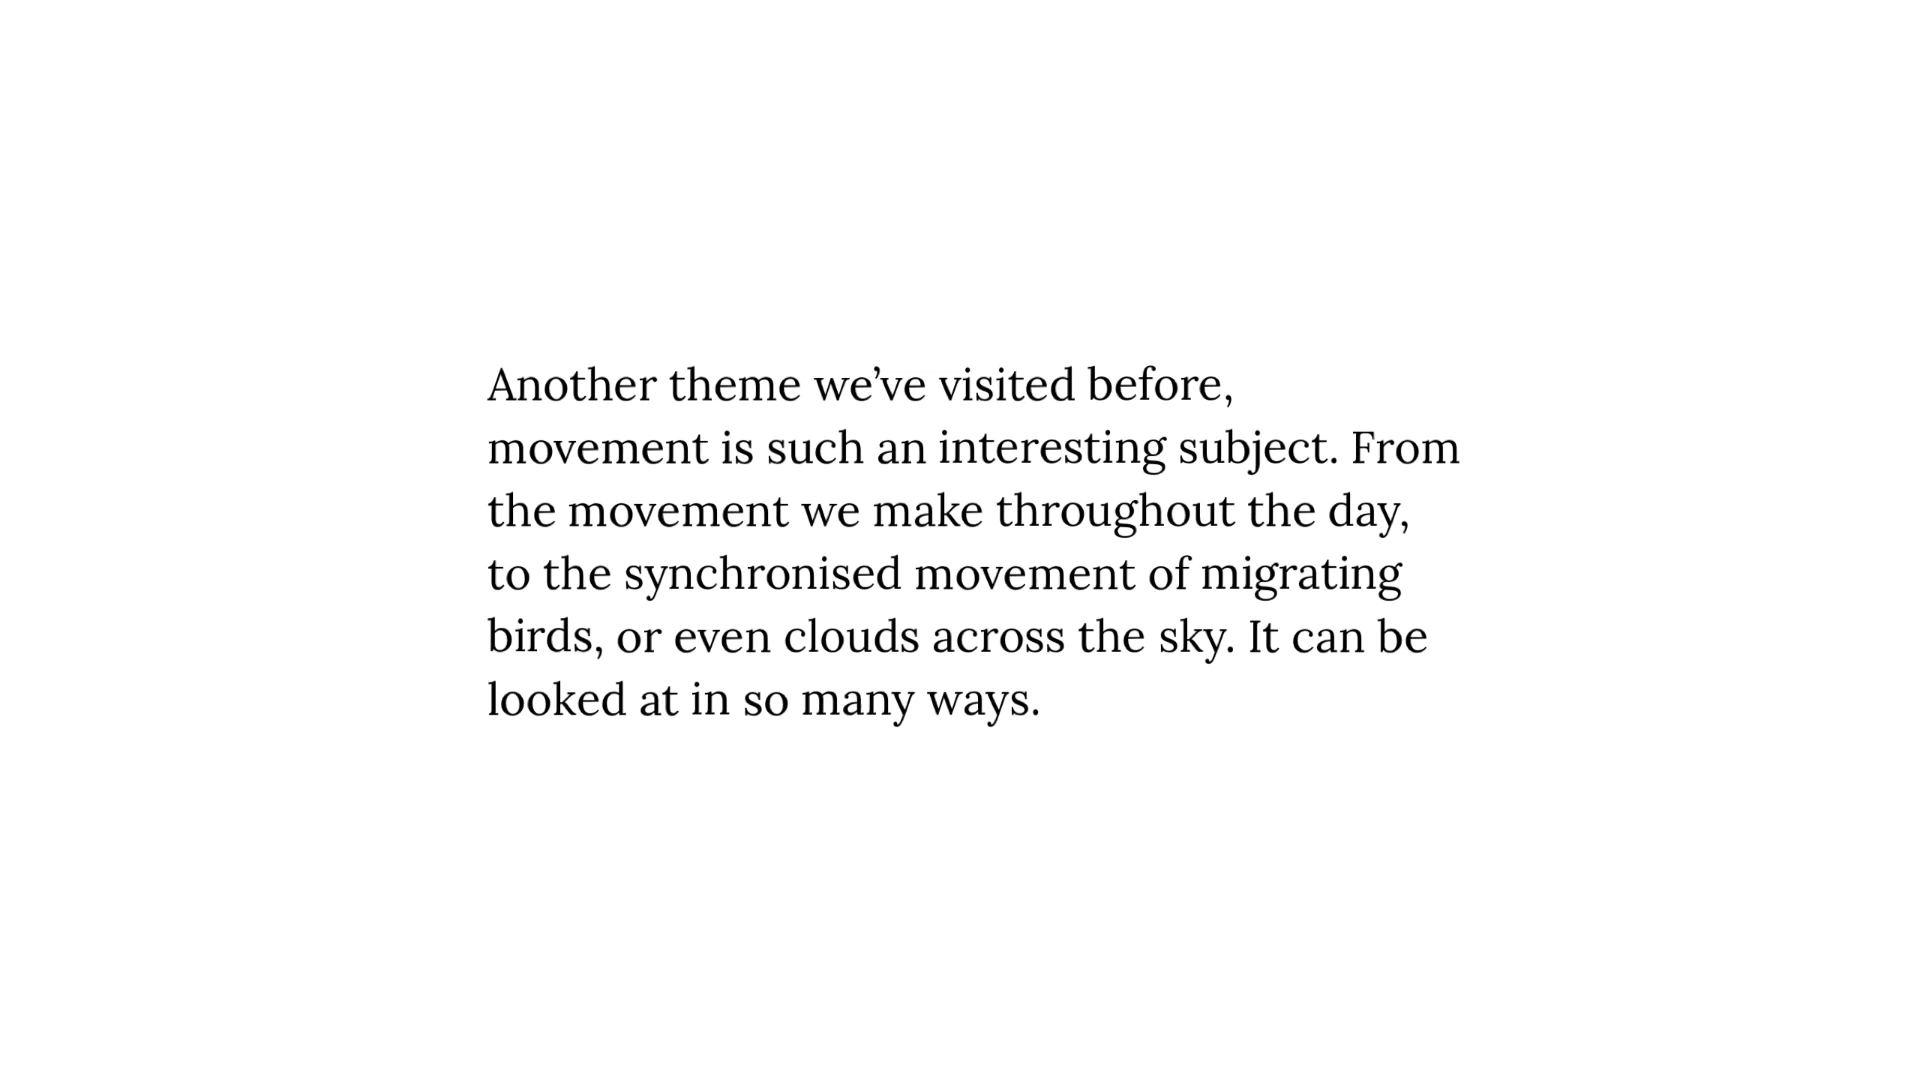 Another theme we’ve visited before,
movement is such an interesting subject. From
the movement we make throughout the day,
to the synchronised movement of migrating
birds, or even clouds across the sky. It can be
looked at in so many ways.